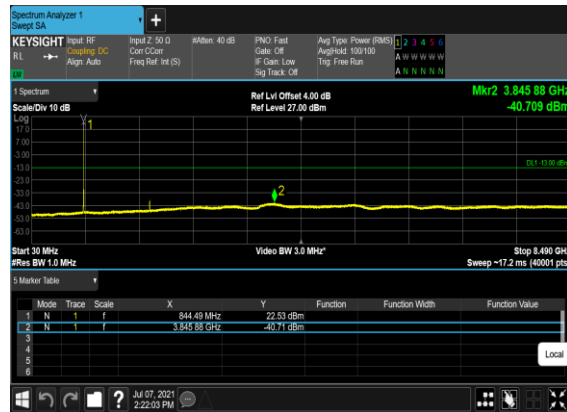 Spectrum Analyzer 1
Swept SA
+
KEYSIGHT
RL
LW
Input: RF
Coupling: DC
Align: Auto
Input Z: 50 Ω
Corr CCorr
Freq Ref: Int (S)
#Atten: 40 dB
PNO: Fast
Gate: Off
IF Gain: Low
Sig Track: Off
Avg Type: Power (RMS)
Avg|Hold: 100/100
Trig: Free Run
1 2 3 4 5 6
A W W W W W
A N N N N N
1 Spectrum
Scale/Div 10 dB
Ref Lvl Offset 4.00 dB
Ref Level 27.00 dBm
Mkr2 3.845 88 GHz
-40.709 dBm
Log
17.0
7.00
-3.00
-13.0
-23.0
-33.0
-43.0
-53.0
-63.0
1
2
DL1 -13.00 dBm
Start 30 MHz
#Res BW 1.0 MHz
Video BW 3.0 MHz*
Stop 8.490 GHz
Sweep ~17.2 ms (40001 pts)
5 Marker Table
Mode Trace Scale X Y Function Function Width Function Value
1 N 1 f 844.49 MHz 22.53 dBm
2 N 1 f 3.845 88 GHz -40.71 dBm
3
4
5
6
Local
?
Jul 07, 2021
2:22:03 PM